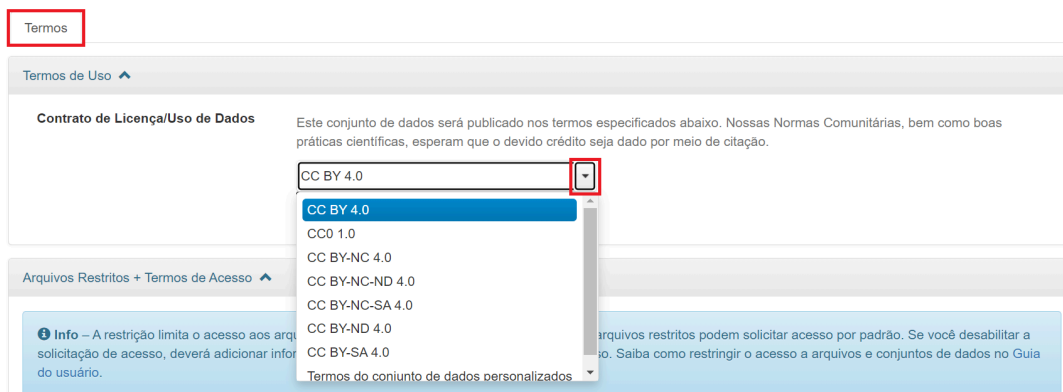 Termos
Termos de Uso
Contrato de Licença/Uso de Dados
Este conjunto de dados será publicado nos termos especificados abaixo. Nossas Normas Comunitárias, bem como boas
práticas científicas, esperam que o devido crédito seja dado por meio de citação.
CC BY 4.0
CC BY 4.0
CC0 1.0
CC BY-NC 4.0
CC BY-NC-ND 4.0
CC BY-NC-SA 4.0
CC BY-ND 4.0
CC BY-SA 4.0
Termos do conjunto de dados personalizados
Arquivos Restritos + Termos de Acesso
Info – A restrição limita o acesso aos arquivos restritos podem solicitar acesso por padrão. Se você desabilitar a
solicitação de acesso, deverá adicionar Saiba como restringir o acesso a arquivos e conjuntos de dados no Guia
do usuário.